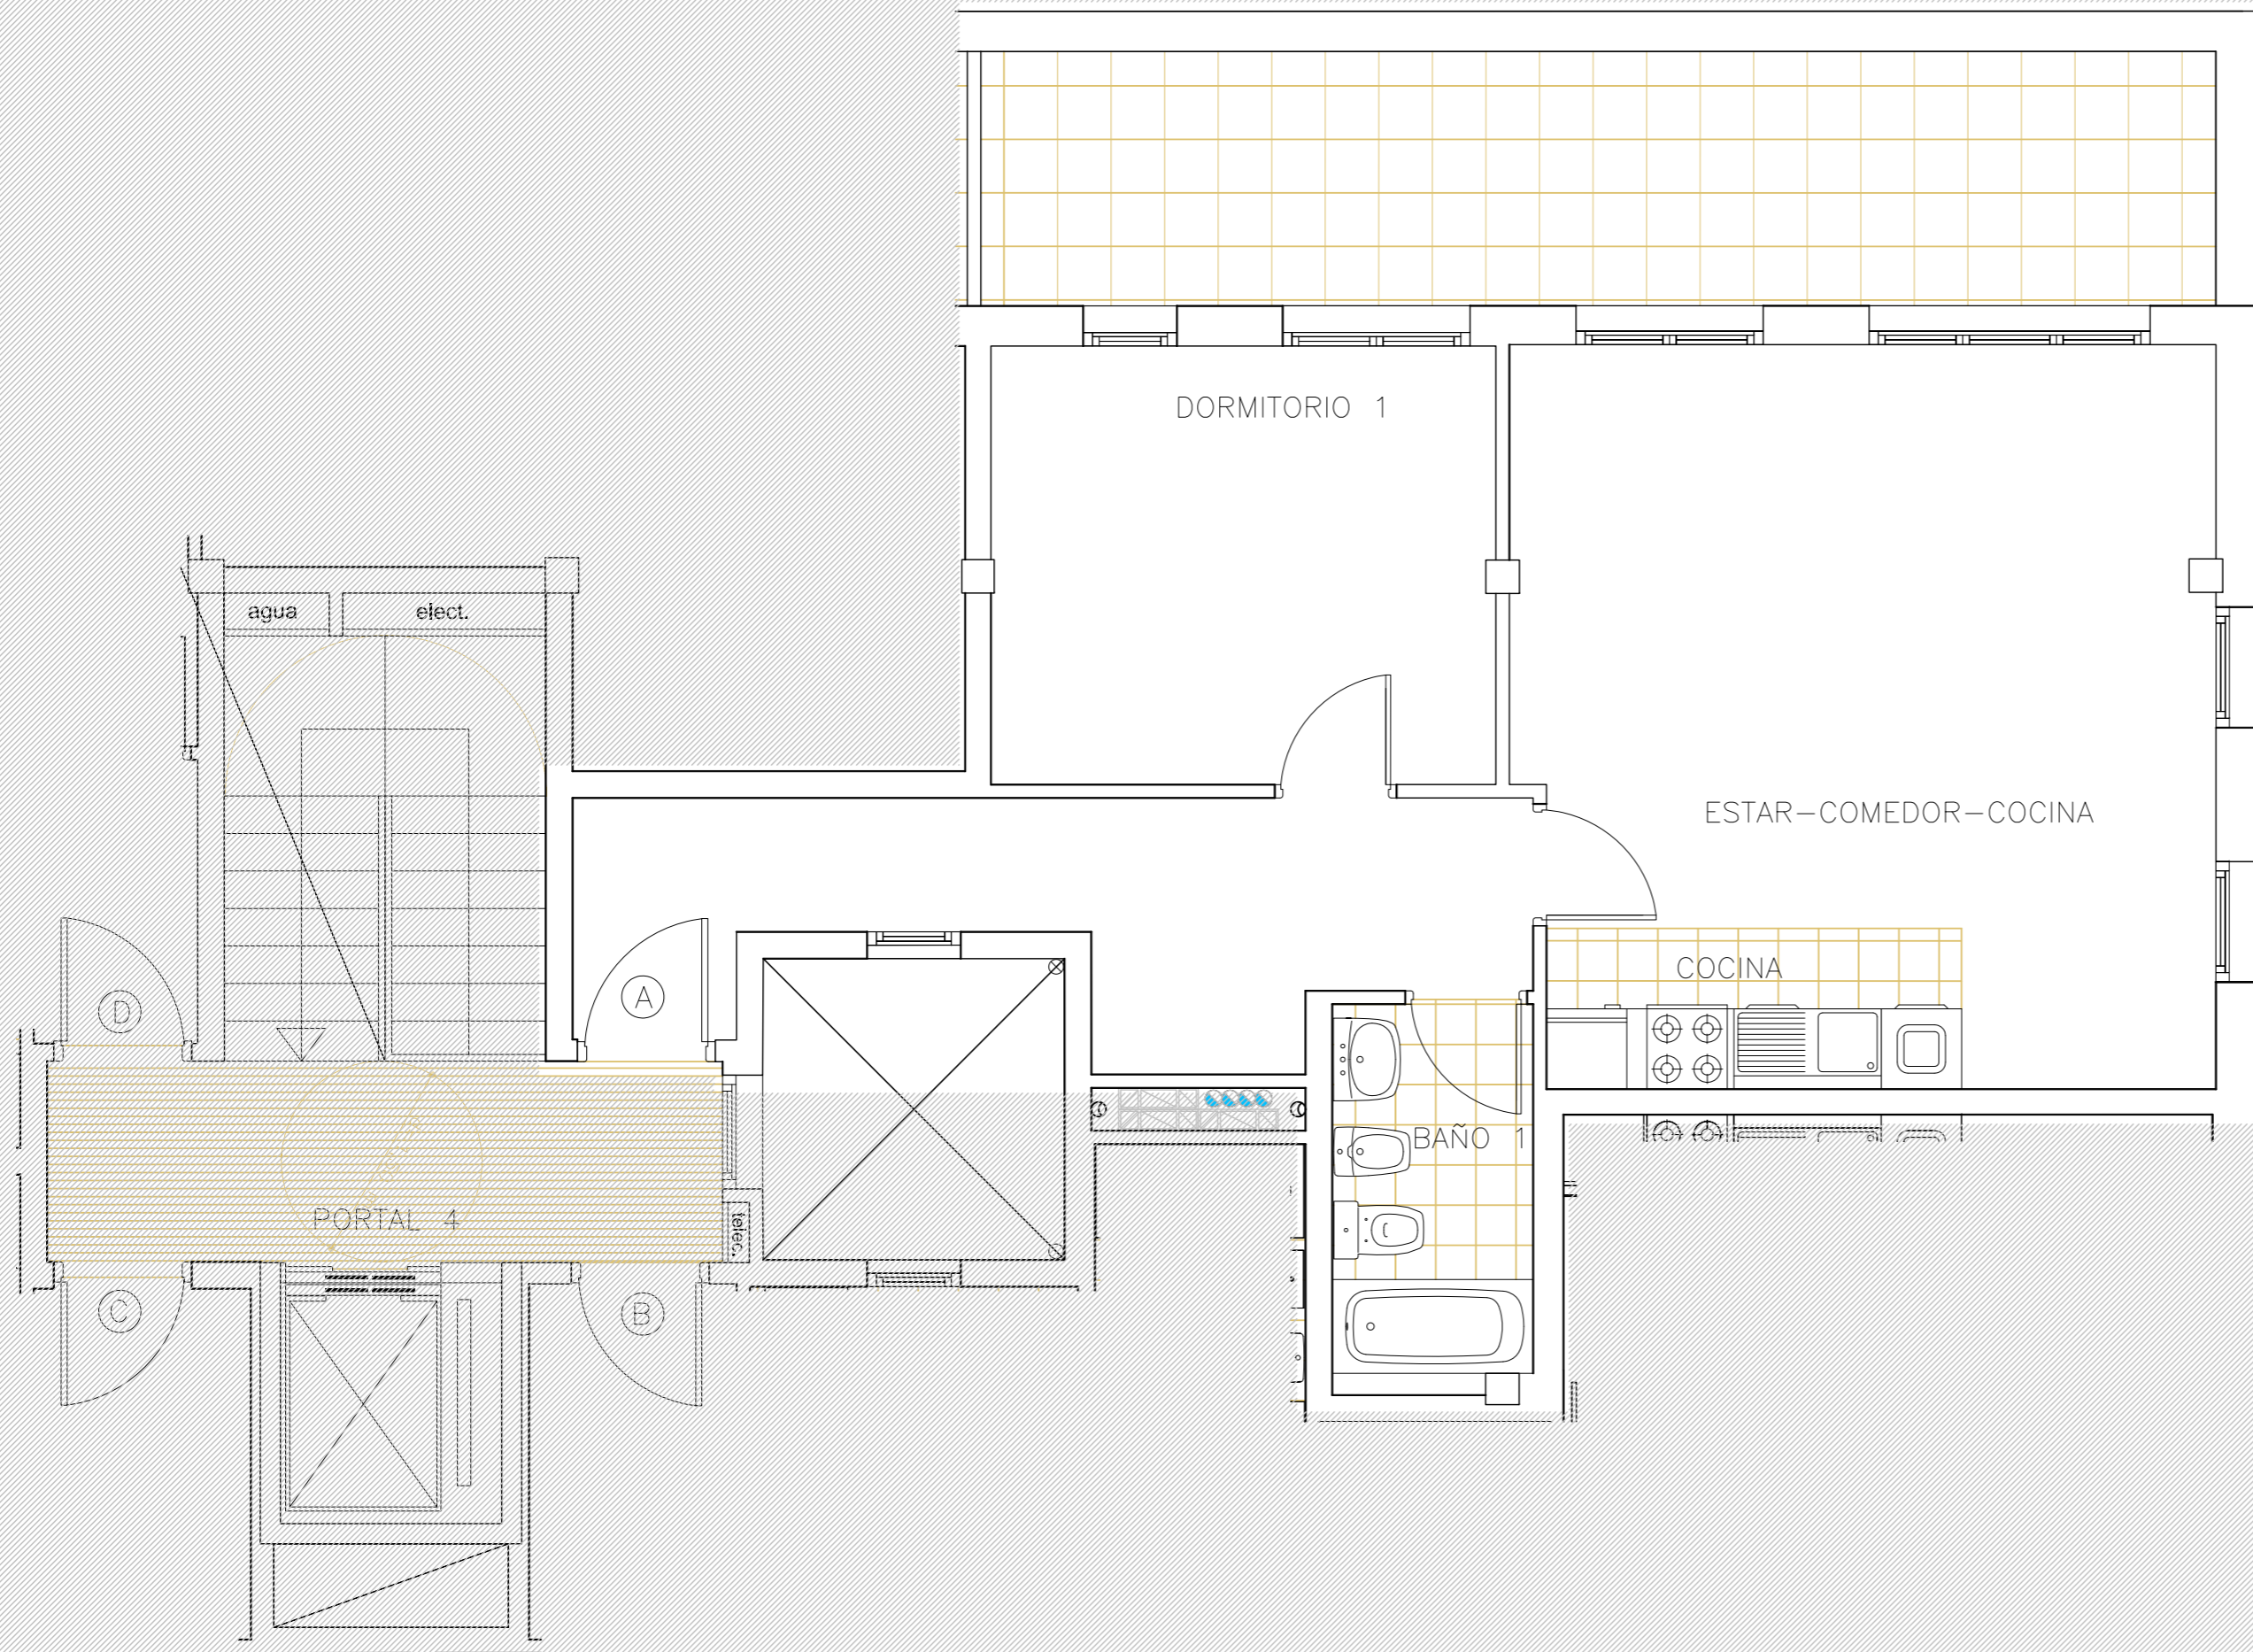 DORMITORIO 1
agua
elect.
ESTAR-COMEDOR-COCINA
COCINA
D
A
BAÑO 1
PORTAL 4
telec.
C
B